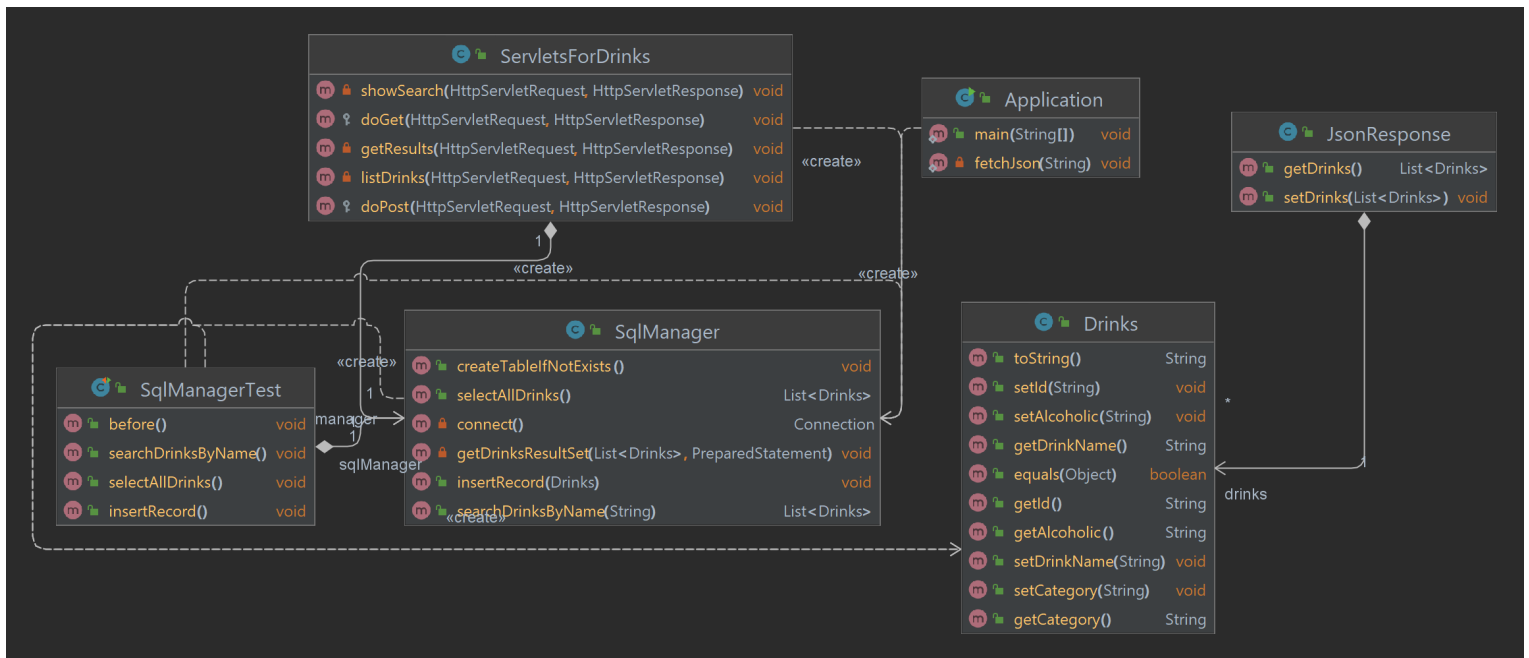 ServletsForDrinks
showSearch(HttpServletRequest, HttpServletResponse) void
doGet(HttpServletRequest, HttpServletResponse) void
getResults(HttpServletRequest, HttpServletResponse) void
listDrinks(HttpServletRequest, HttpServletResponse) void
doPost(HttpServletRequest, HttpServletResponse) void
Application
main(String[]) void
fetchJson(String) void
JsonResponse
getDrinks() List<Drinks>
setDrinks(List<Drinks>) void
«create»
1
«create»
«create»
«create»
1
manager
1
sqlManager
SqlManager
createTableIfNotExists() void
selectAllDrinks() List<Drinks>
connect() Connection
getDrinksResultSet(List<Drinks>, PreparedStatement) void
insertRecord(Drinks) void
searchDrinksByName(String) List<Drinks>
«create»
SqlManagerTest
before() void
searchDrinksByName() void
selectAllDrinks() void
insertRecord() void
Drinks
toString() String
setId(String) void
setAlcoholic(String) void
getDrinkName() String
equals(Object) boolean
getId() String
getAlcoholic() String
setDrinkName(String) void
setCategory(String) void
getCategory() String
*
1
drinks